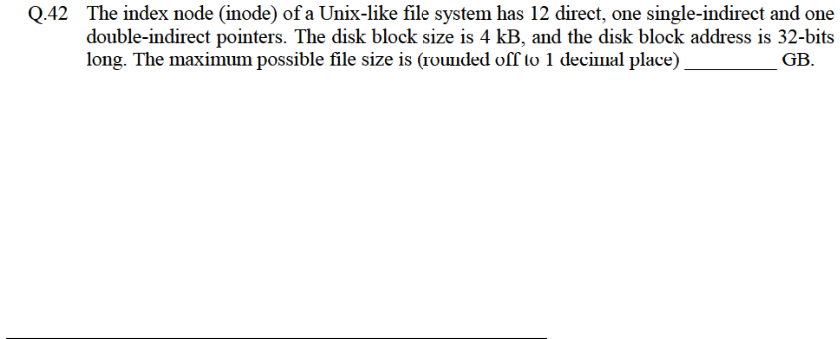 Q.42 The index node (inode) of a Unix-like file system has 12 direct, one single-indirect and one
double-indirect pointers. The disk block size is 4 kB, and the disk block address is 32-bits
long. The maximum possible file size is (rounded off to 1 decimal place) __________ GB.